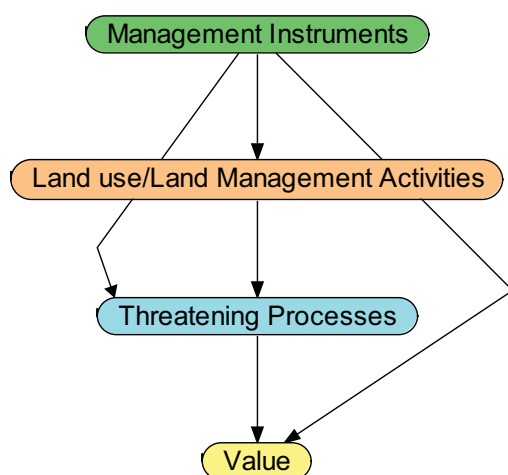 Management Instruments
Land use/Land Management Activities
Threatening Processes
Value